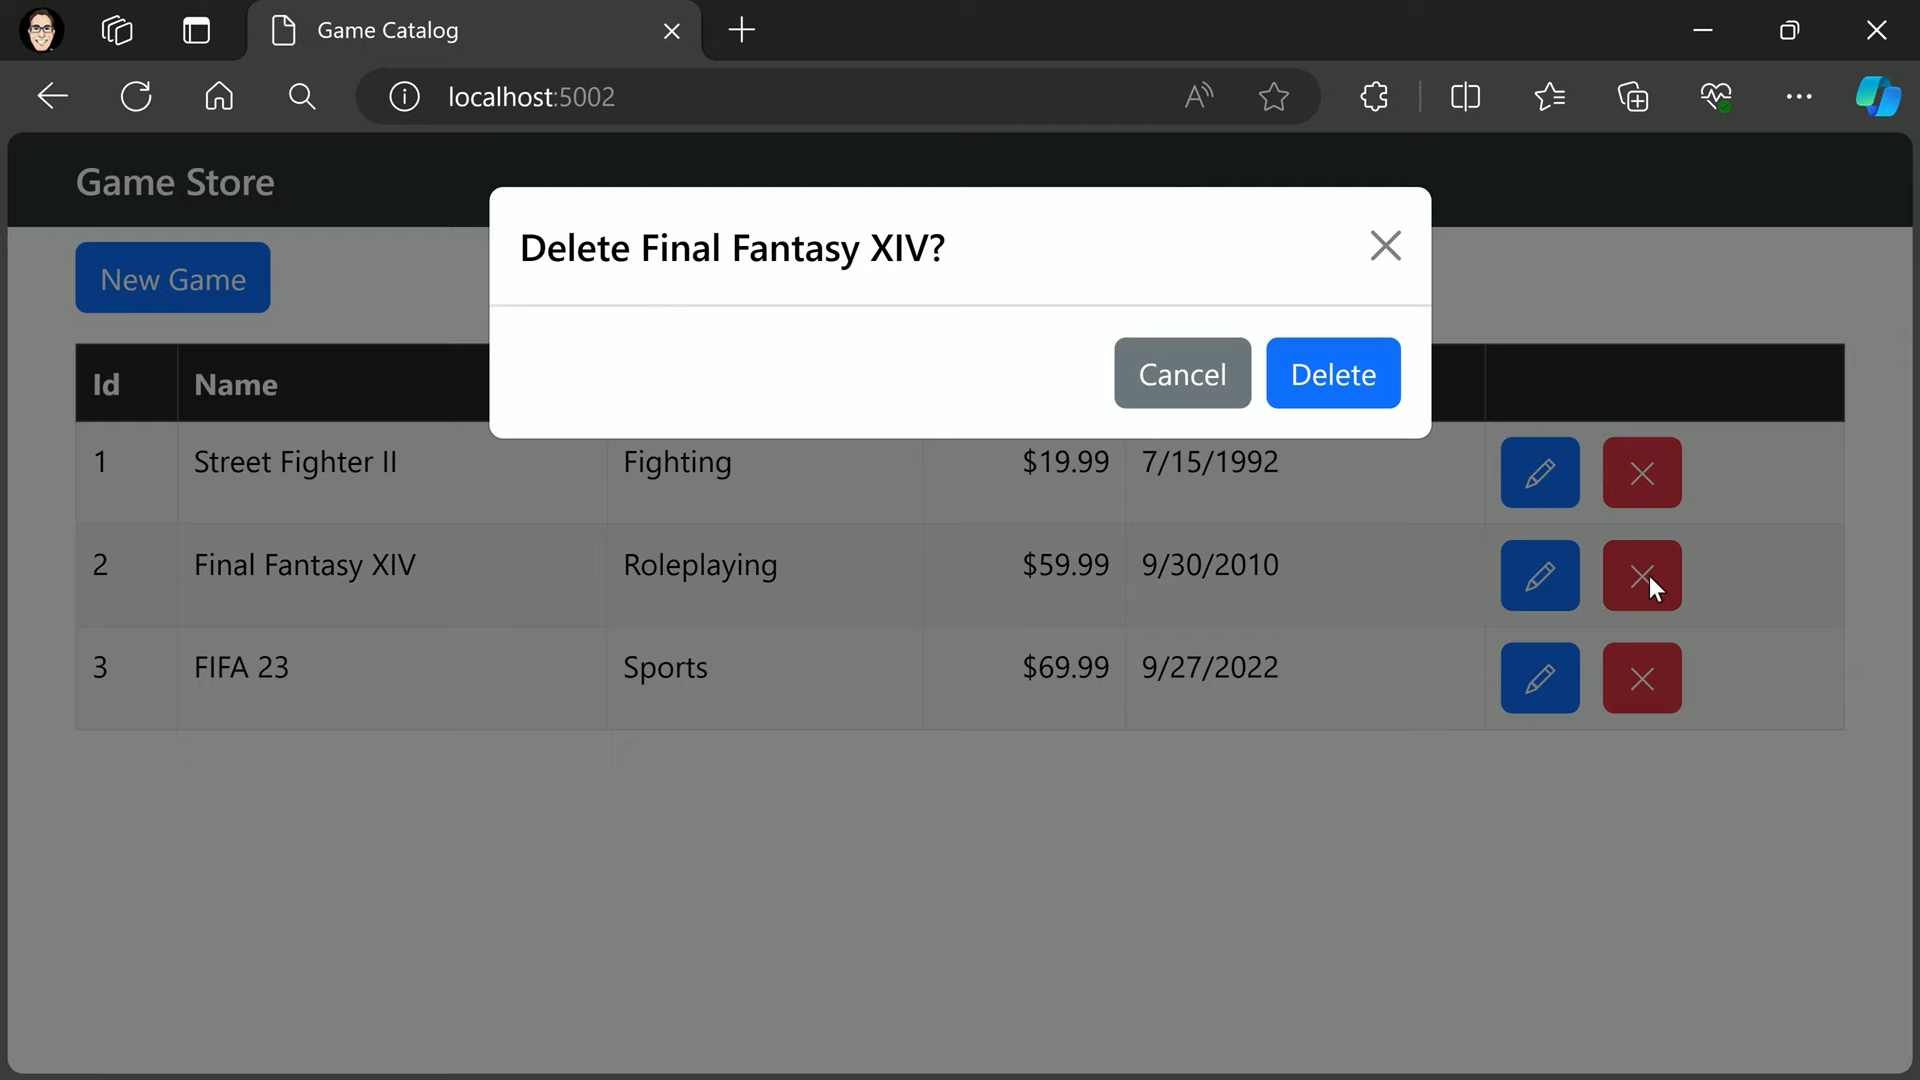 Game Catalog
localhost:5002
Game Store
Delete Final Fantasy XIV?
New Game
Cancel Delete
Id Name
1 Street Fighter II Fighting $19.99 7/15/1992
2 Final Fantasy XIV Roleplaying $59.99 9/30/2010
3 FIFA 23 Sports $69.99 9/27/2022